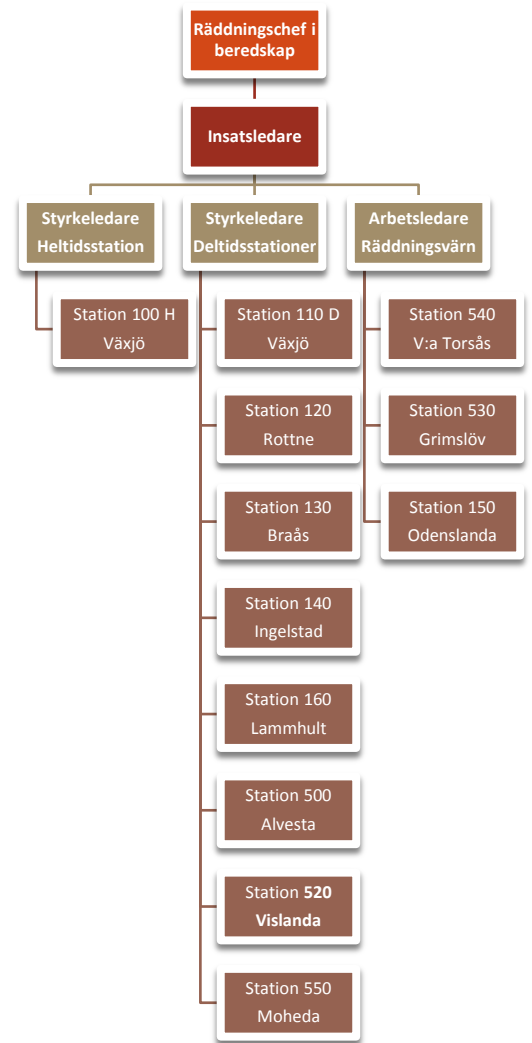 Räddningschef i
beredskap
Insatsledare
Styrkeledare
Heltidsstation
Styrkeledare
Deltidsstationer
Arbetsledare
Räddningsvärn
Station 100 H
Växjö
Station 110 D
Växjö
Station 120
Rottne
Station 130
Braås
Station 140
Ingelstad
Station 160
Lammhult
Station 500
Alvesta
Station 520
Vislanda
Station 550
Moheda
Station 540
V:a Torsås
Station 530
Grimslöv
Station 150
Odenslanda